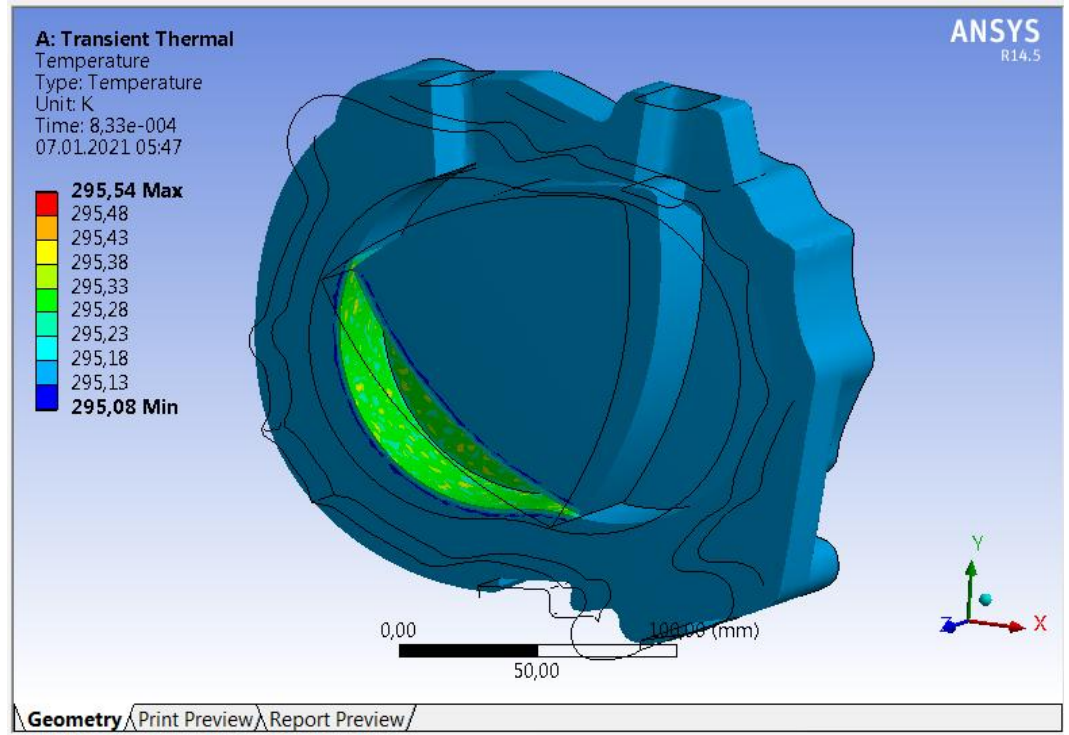 A: Transient Thermal
Temperature
Type: Temperature
Unit: K
Time: 8,33e-004
07.01.2021 05:47
295,54 Max
295,48
295,43
295,38
295,33
295,28
295,23
295,18
295,13
295,08 Min
ANSYS
R14.5
0,00
100,00 (mm)
50,00
Y
Z
X
Geometry
Print Preview
Report Preview